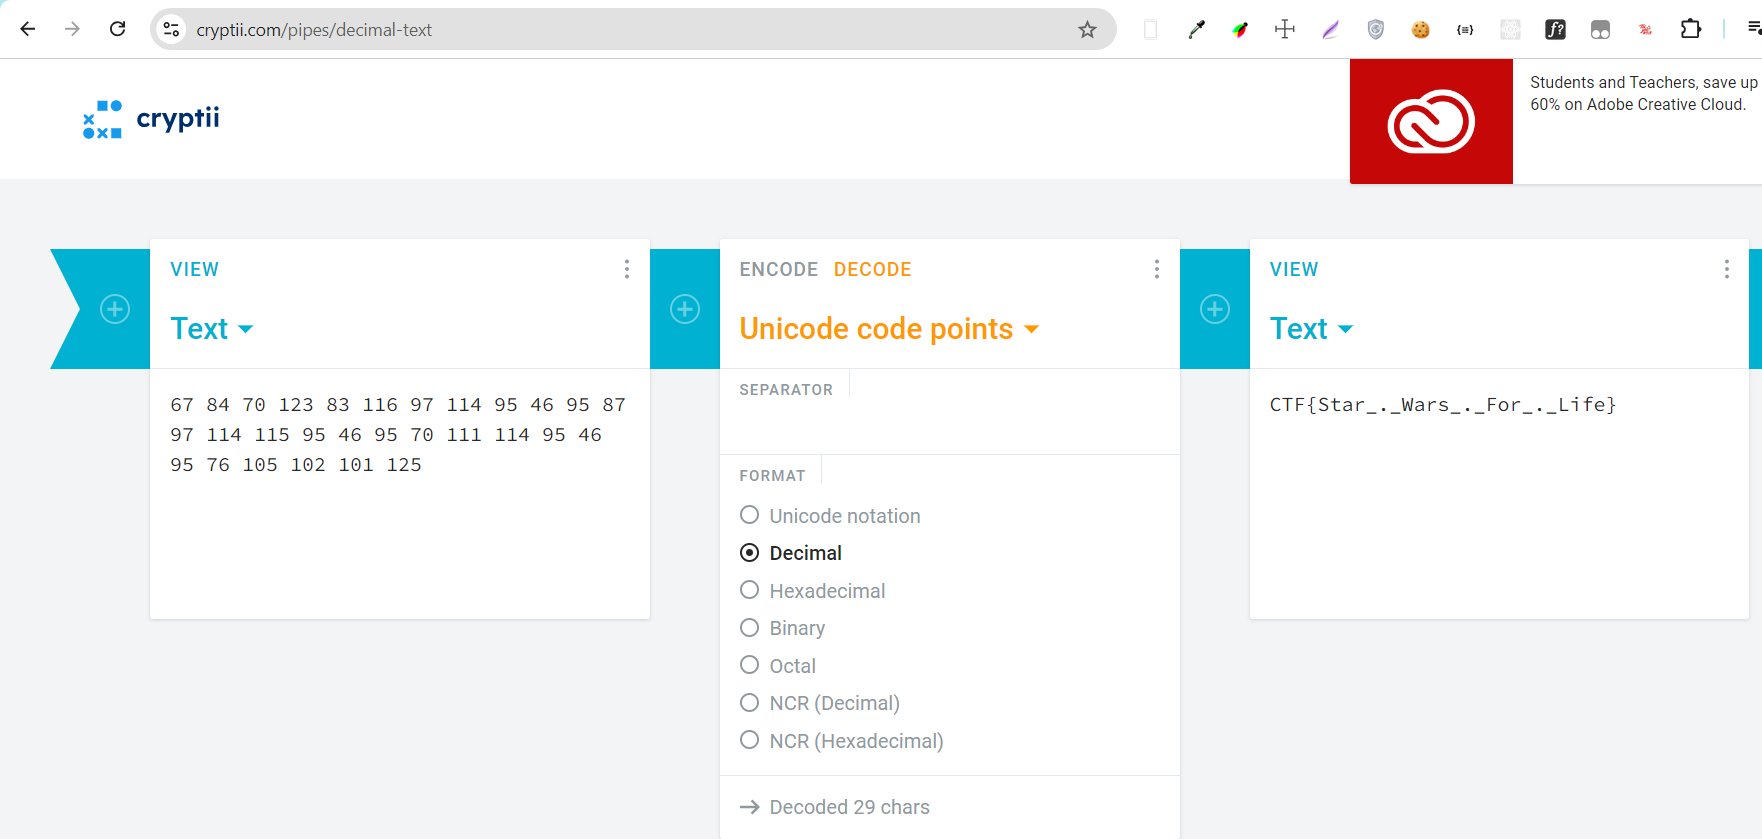 cryptii.com/pipes/decimal-text
cryptii
Students and Teachers, save up
60% on Adobe Creative Cloud.
VIEW
Text
67 84 70 123 83 116 97 114 95 46 95 87
97 114 115 95 46 95 70 111 114 95 46
95 76 105 102 101 125
ENCODE DECODE
Unicode code points
SEPARATOR
FORMAT
Unicode notation
Decimal
Hexadecimal
Binary
Octal
NCR (Decimal)
NCR (Hexadecimal)
→ Decoded 29 chars
VIEW
Text
CTF{Star_._Wars_._For_._Life}